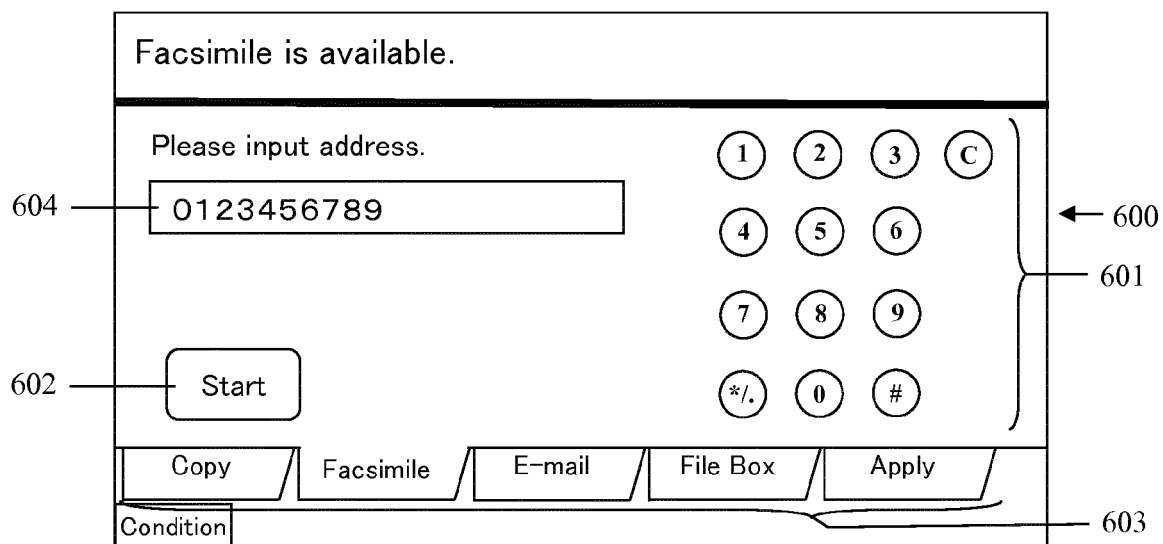 Facsimile is available.
Please input address.
1 2 3 C
604 0123456789
4 5 6
600
601
7 8 9
602 Start
*/. 0 #
Copy Facsimile E-mail File Box Apply
Condition
603